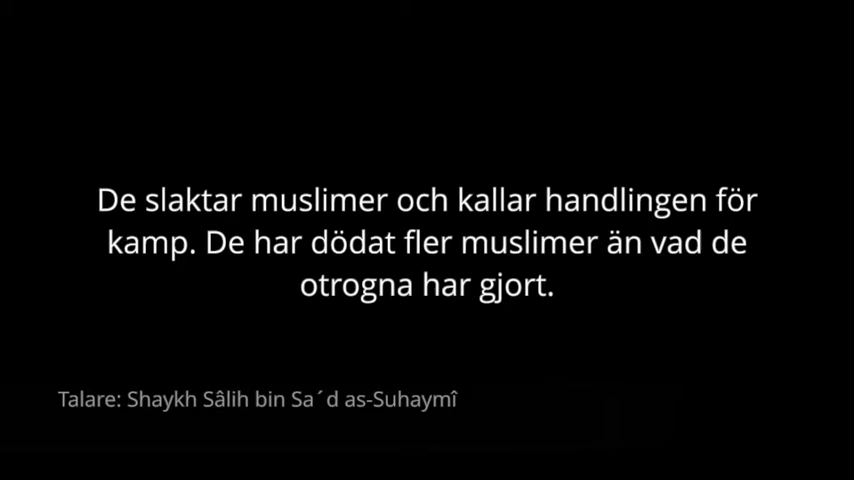 De slaktar muslimer och kallar handlingen för
kamp. De har dödat fler muslimer än vad de
otrogna har gjort.
Talare: Shaykh Sâlih bin Sa´d as-Suhaymî